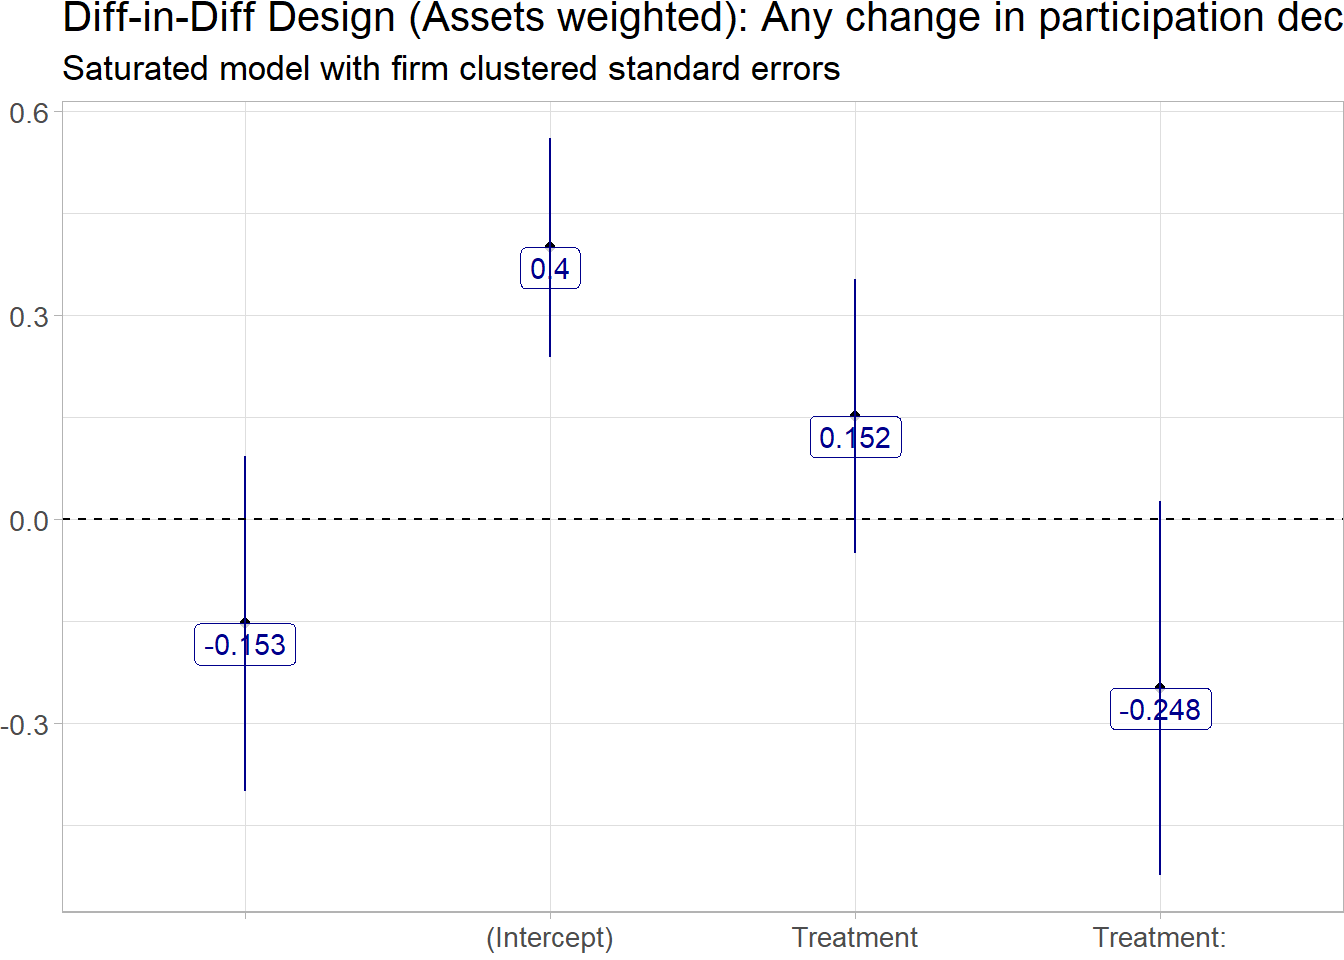 Diff-in-Diff Design (Assets weighted): Any change in participation dec
Saturated model with firm clustered standard errors
0.6
0.3
0.0
-0.3
0.4
0.152
-0.153
-0.248
(Intercept)
Treatment
Treatment: